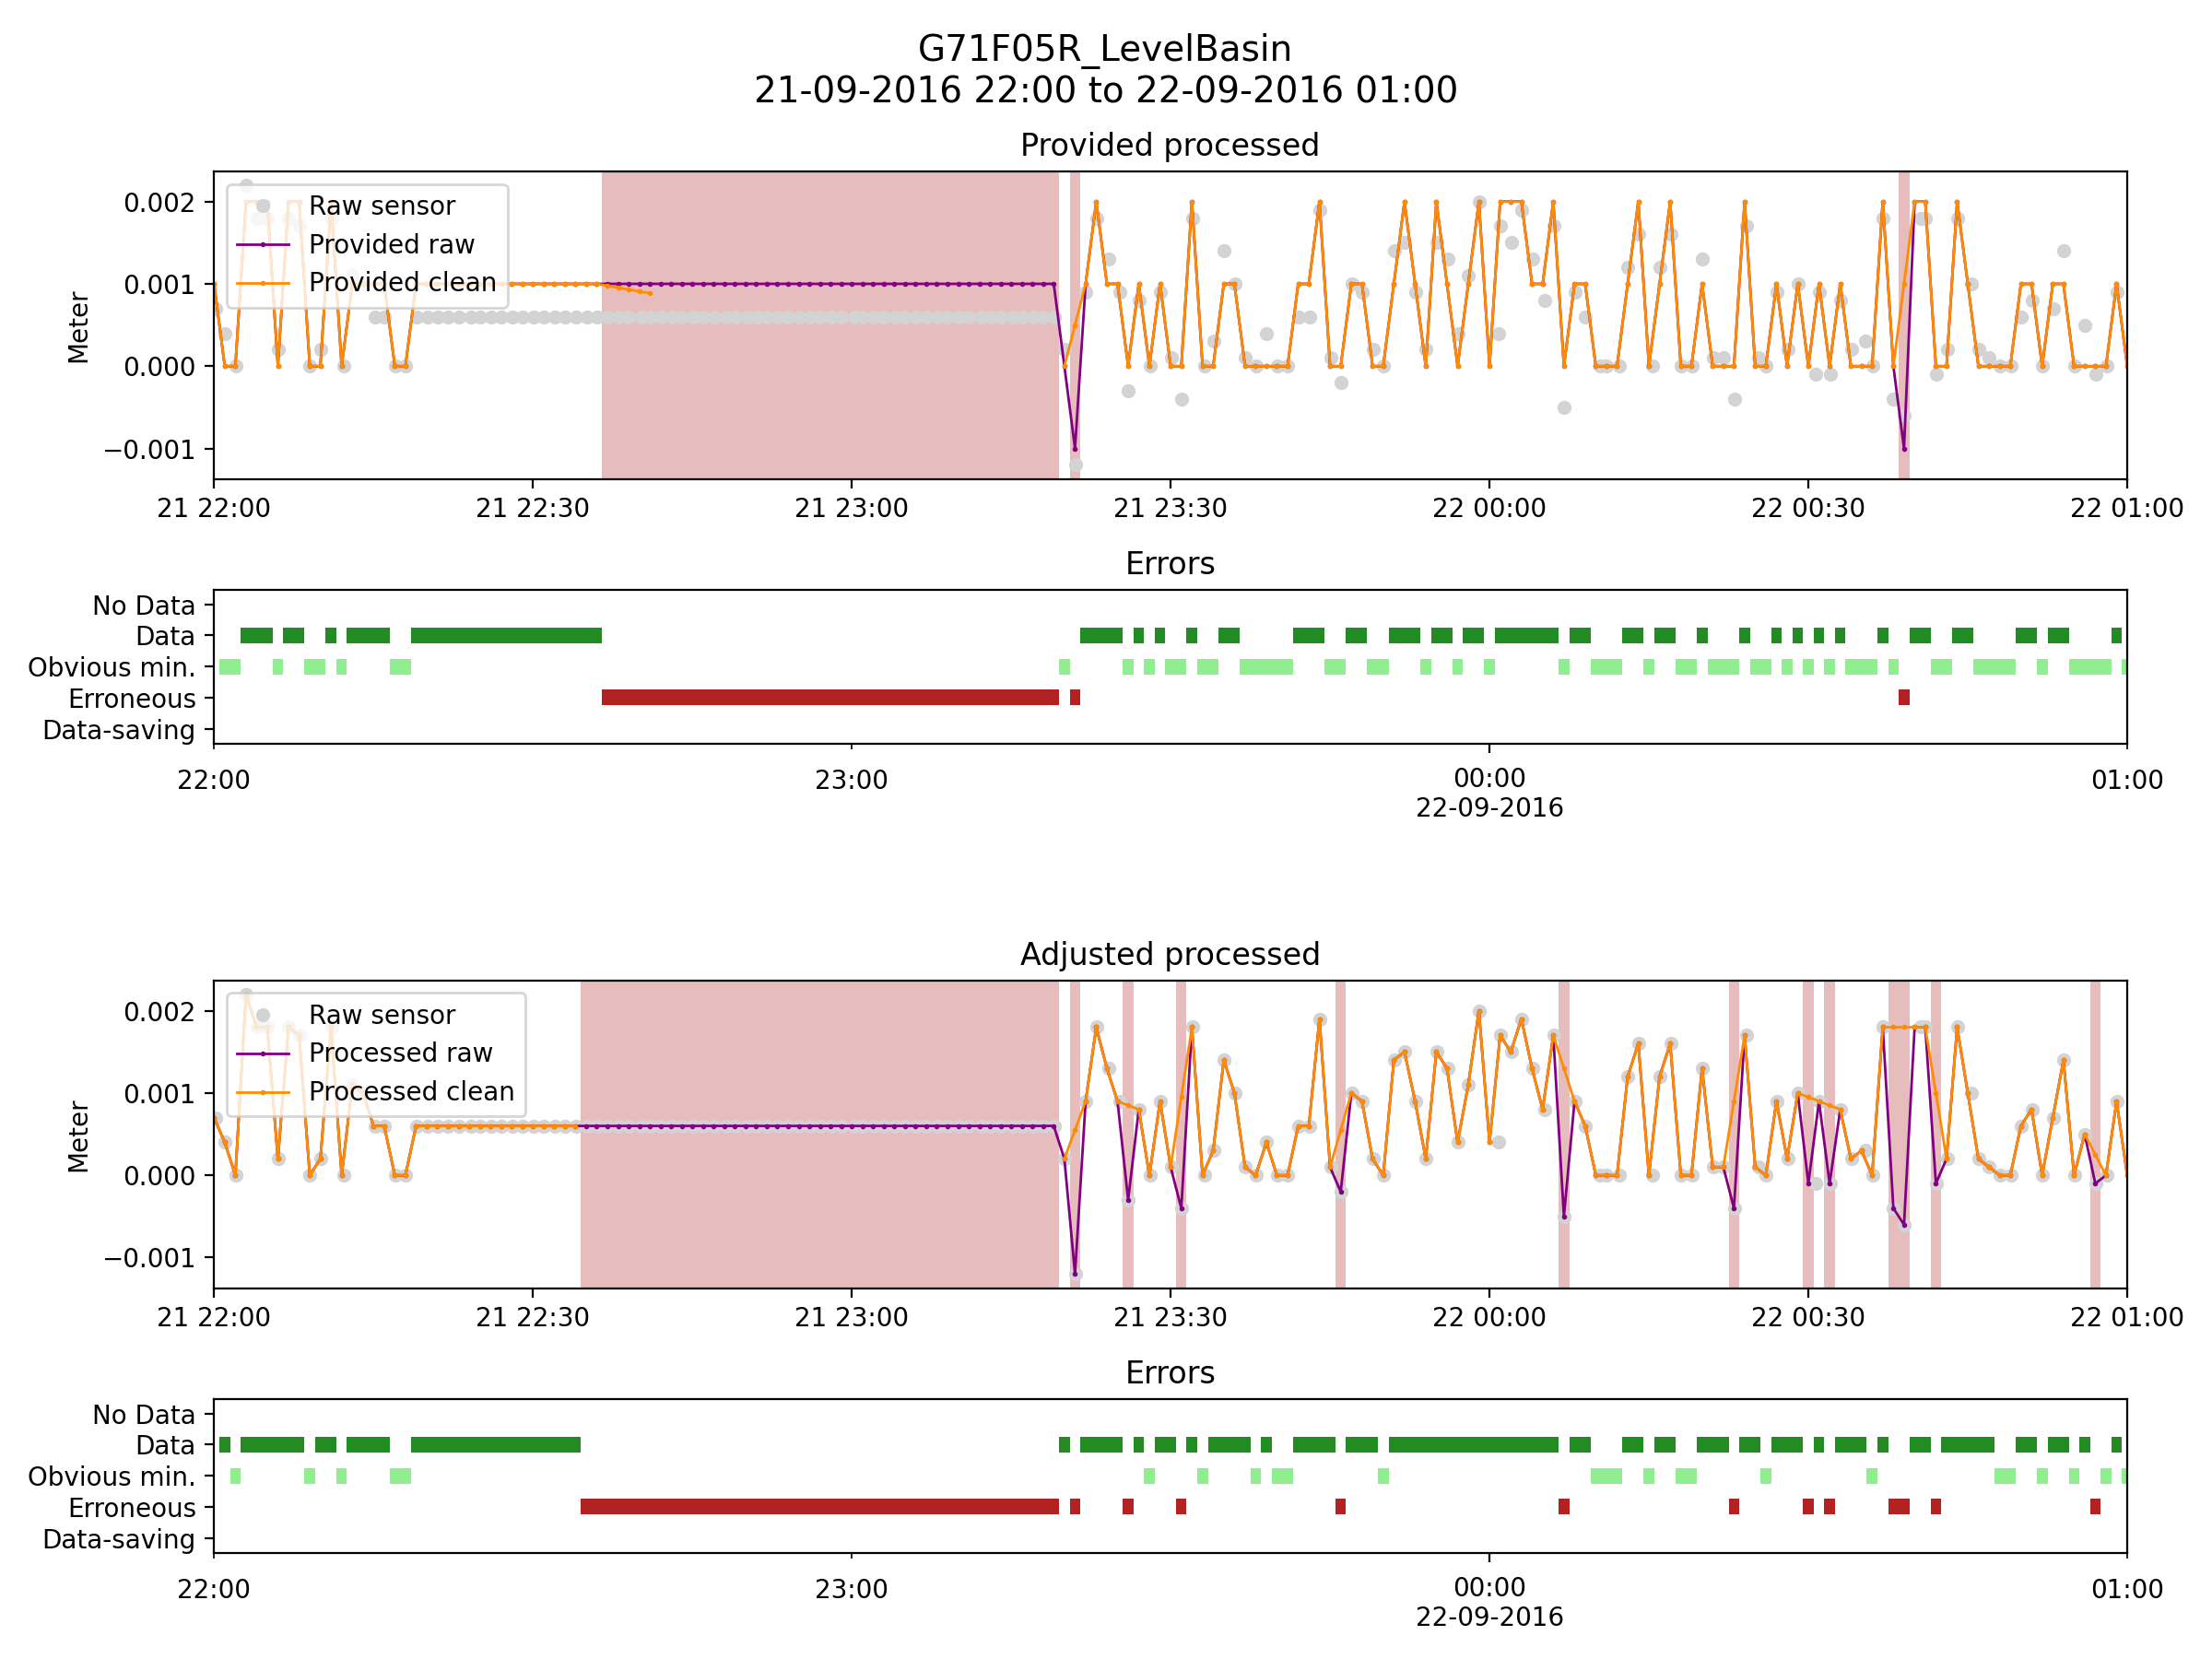 G71F05R_LevelBasin
21-09-2016 22:00 to 22-09-2016 01:00
Provided processed
Raw sensor
Provided raw
Provided clean
Meter
0.002
0.001
0.000
−0.001
21 22:00 21 22:30 21 23:00 21 23:30 22 00:00 22 00:30 22 01:00
Errors
No Data
Data
Obvious min.
Erroneous
Data-saving
22:00 23:00 00:00 01:00
22-09-2016
Adjusted processed
Raw sensor
Processed raw
Processed clean
Meter
0.002
0.001
0.000
−0.001
21 22:00 21 22:30 21 23:00 21 23:30 22 00:00 22 00:30 22 01:00
Errors
No Data
Data
Obvious min.
Erroneous
Data-saving
22:00 23:00 00:00 01:00
22-09-2016